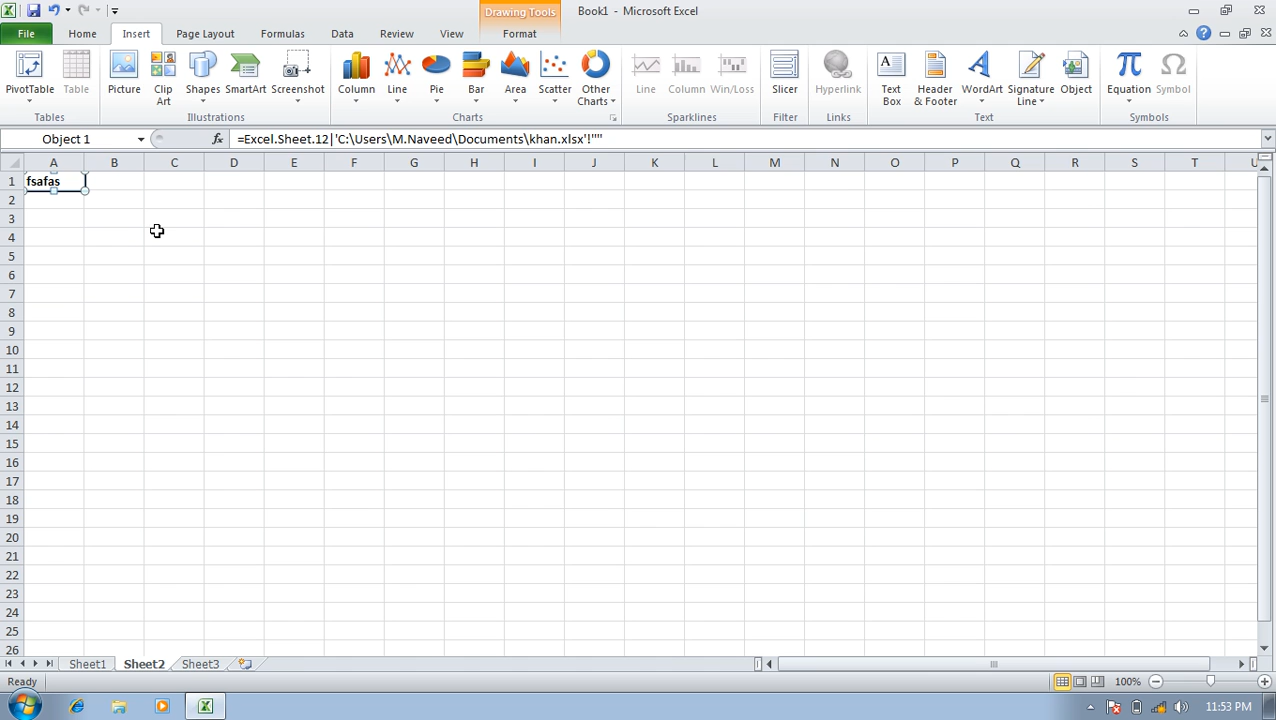 Drawing Tools
Book1 - Microsoft Excel
File Home Insert Page Layout Formulas Data Review View Format
PivotTable Table Picture Clip Art Shapes SmartArt Screenshot Column Line Pie Bar Area Scatter Other Charts Line Column Win/Loss Slicer Hyperlink Text Box Header & Footer WordArt Signature Line Object Equation Symbol
Tables Illustrations Charts Sparklines Filter Links Text Symbols
Object 1 fx =Excel.Sheet.12|'C:\Users\M.Naveed\Documents\khan.xlsx'!""
A B C D E F G H I J K L M N O P Q R S T U
1 fsafas
2
3
4
5
6
7
8
9
10
11
12
13
14
15
16
17
18
19
20
21
22
23
24
25
26
Sheet1 Sheet2 Sheet3
Ready 100%
11:53 PM